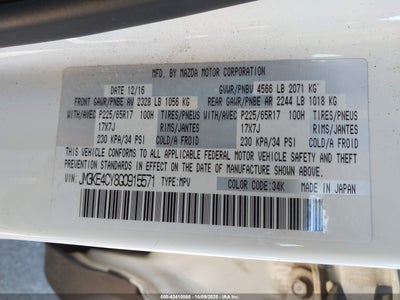 MFD. BY MAZDA MOTOR CORPORATION
DATE 12/16 GVWR/PNBV 4566 LB 2071 KG
FRONT GAWR/PNBE AV 2328 LB 1056 KG REAR GAWR/PNBE AR 2244 LB 1018 KG
WITH/AVEC P225/65R17 100H TIRES/PNEUS WITH/AVEC P225/65R17 100H TIRES/PNEUS
17X7J RIMS/JANTES 17X7J RIMS/JANTES
230 KPA/34 PSI COLD/A FROID 230 KPA/34 PSI COLD/A FROID
THIS VEHICLE CONFORMS TO ALL APPLICABLE FEDERAL MOTOR VEHICLE SAFETY, BUMPER, AND THEFT
PREVENTION STANDARDS IN EFFECT ON THE DATE OF MANUFACTURE SHOWN ABOVE.
VIN: JM3KE4CY8G0915571 TYPE:MPV COLOR CODE:34K MADE IN JAPAN
000-43410068 - 10/09/2025 - IAA Inc.